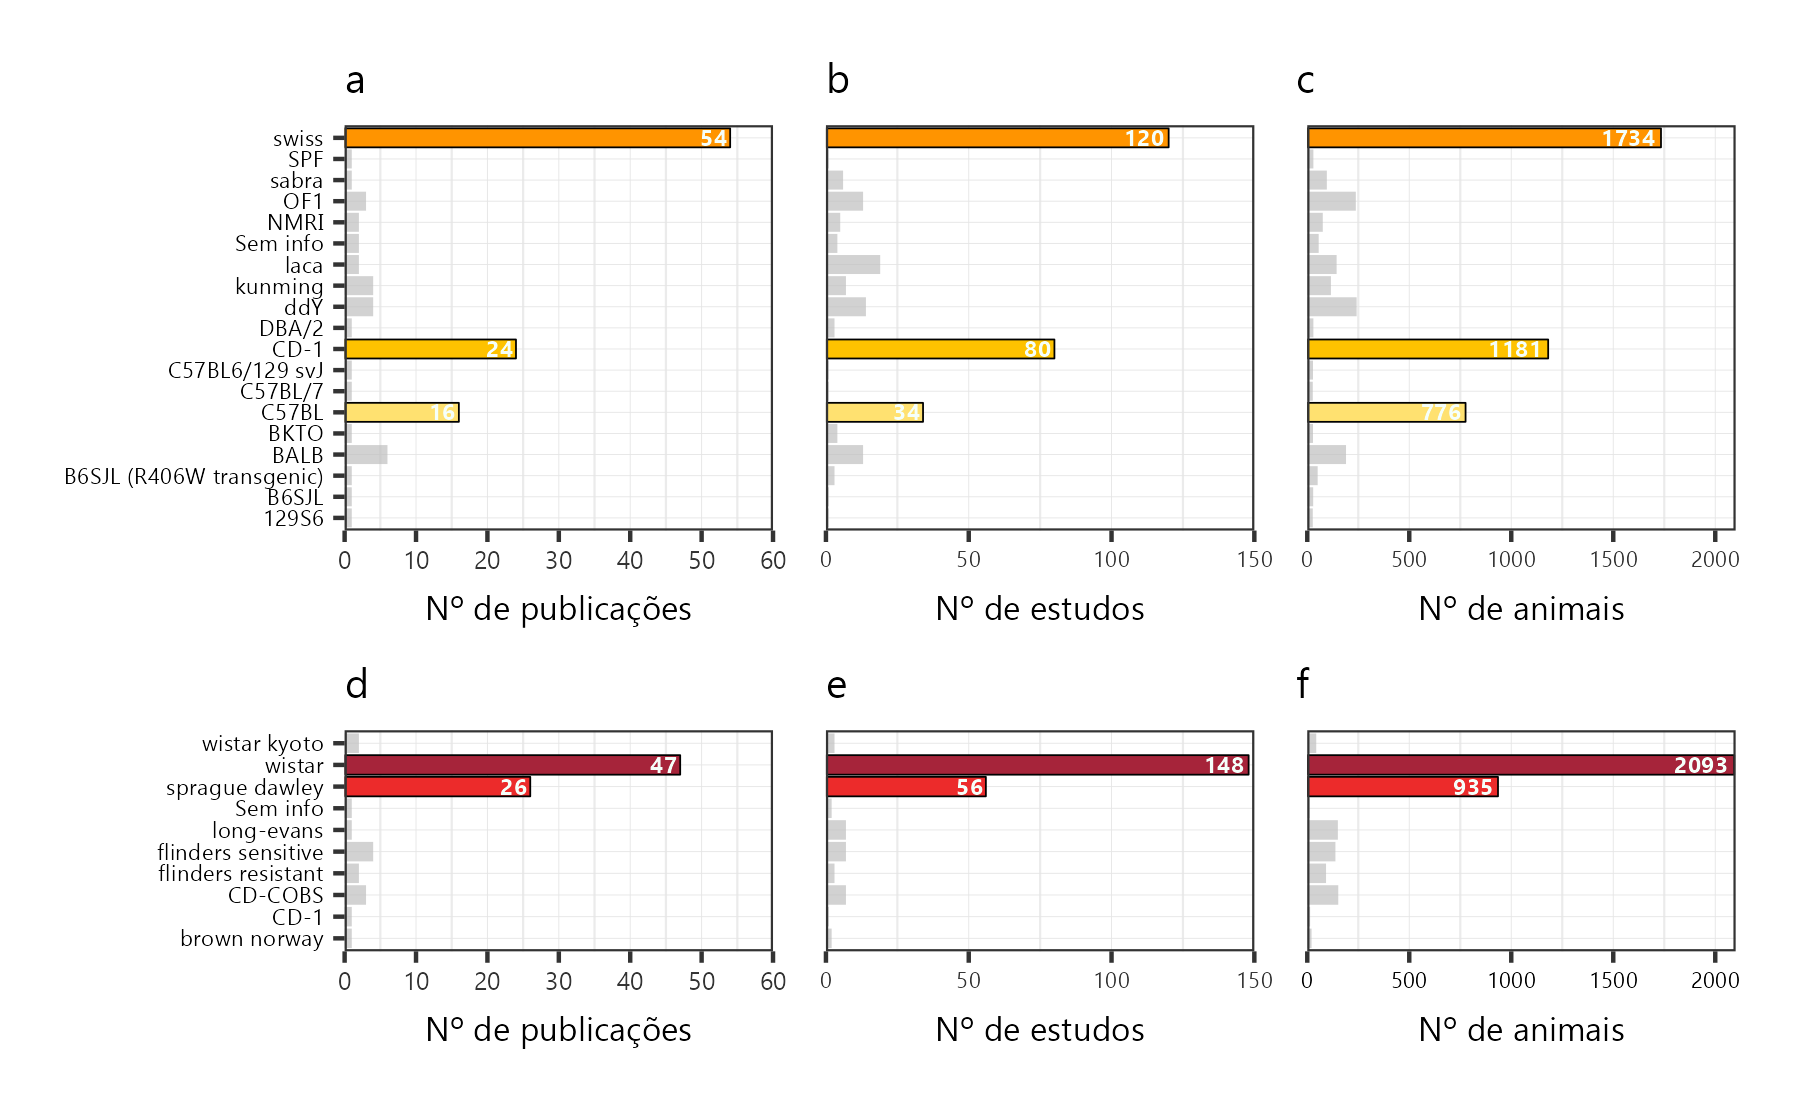 a b c
swiss 54 120 1734
SPF
sabra
OF1
NMRI
Sem info
laca
kunming
ddY
DBA/2
CD-1 24 80 1181
C57BL6/129 svJ
C57BL/7
C57BL 16 34 776
BKTO
BALB
B6SJL (R406W transgenic)
B6SJL
129S6
0 10 20 30 40 50 60 0 50 100 150 0 500 1000 1500 2000
Nº de publicações Nº de estudos Nº de animais
d e f
wistar kyoto
wistar 47 148 2093
sprague dawley 26 56 935
Sem info
long-evans
flinders sensitive
flinders resistant
CD-COBS
CD-1
brown norway
0 10 20 30 40 50 60 0 50 100 150 0 500 1000 1500 2000
Nº de publicações Nº de estudos Nº de animais